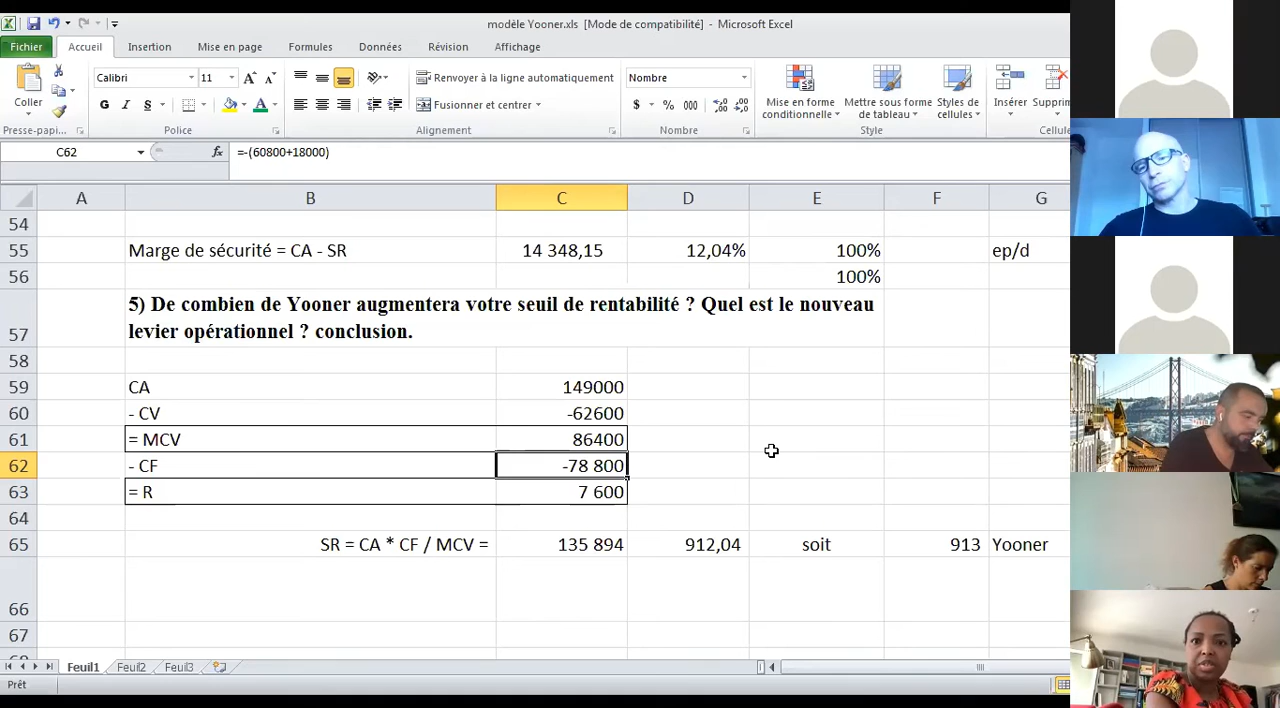 modèle Yooner.xls [Mode de compatibilité] - Microsoft Excel
Fichier Accueil Insertion Mise en page Formules Données Révision Affichage
Calibri 11 Renvoyer à la ligne automatiquement Nombre
Coller G I S Fusionner et centrer $ % 000 Mise en forme conditionnelle Mettre sous forme de tableau Styles de cellules Insérer Supprim
Presse-papi... Police Alignement Nombre Style Cellule
C62 fx =-(60800+18000)
A B C D E F G
54
55 Marge de sécurité = CA - SR 14 348,15 12,04% 100% ep/d
56 100%
5) De combien de Yooner augmentera votre seuil de rentabilité ? Quel est le nouveau
57 levier opérationnel ? conclusion.
58
59 CA 149000
60 - CV -62600
61 = MCV 86400
62 - CF -78 800
63 = R 7 600
64
65 SR = CA * CF / MCV = 135 894 912,04 soit 913 Yooner
66
67
Feuil1 Feuil2 Feuil3
Prêt